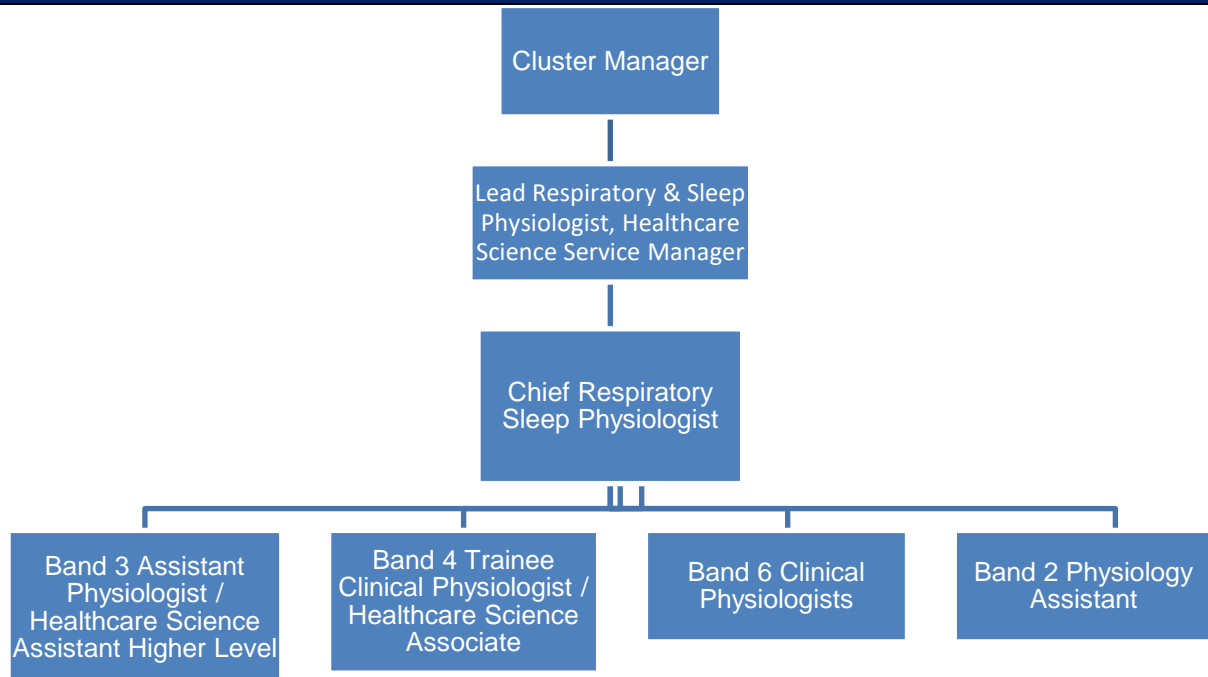 Cluster Manager
Lead Respiratory & Sleep
Physiologist, Healthcare
Science Service Manager
Chief Respiratory
Sleep Physiologist
Band 3 Assistant
Physiologist /
Healthcare Science
Assistant Higher Level
Band 4 Trainee
Clinical Physiologist /
Healthcare Science
Associate
Band 6 Clinical
Physiologists
Band 2 Physiology
Assistant